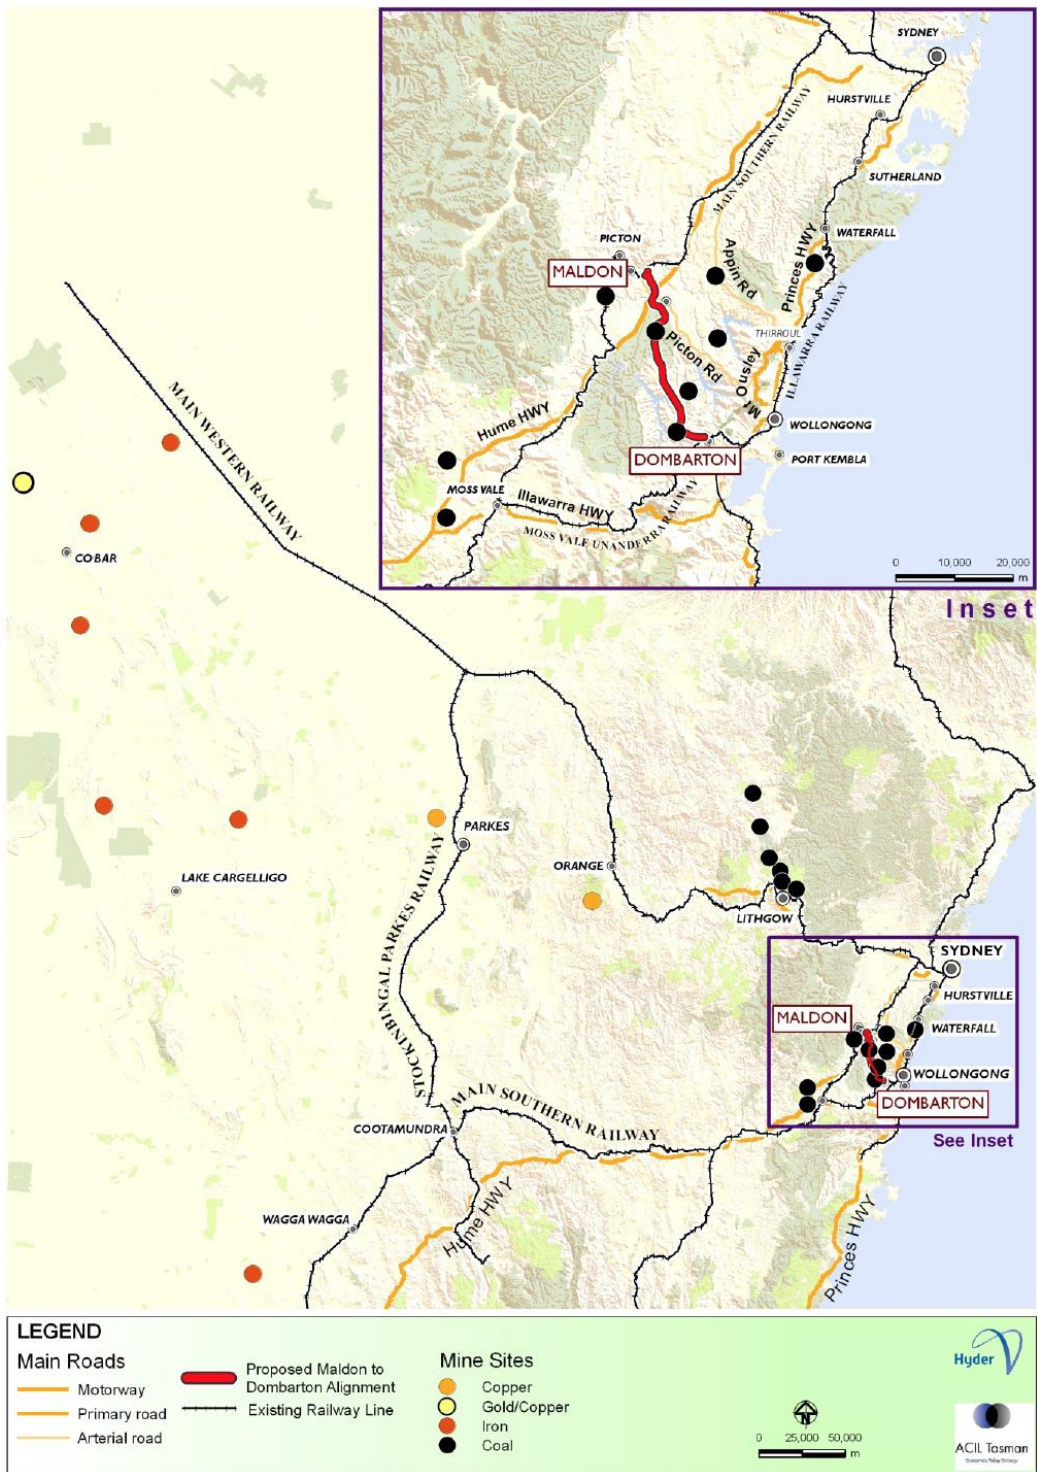 SYDNEY
HURSTVILLE
MAIN SOUTHERN RAILWAY
SUTHERLAND
WATERFALL
PICTON
MALDON
Appin Rd
Princes HWY
THIRROUL
ILLAWARRA RAILWAY
Picton Rd
Mt Ousley
Hume HWY
WOLLONGONG
DOMBARTON
PORT KEMBLA
MOSS VALE
Illawarra HWY
MOSS VALE UNANDERRA RAILWAY
0 10,000 20,000
m
Inset
MAIN WESTERN RAILWAY
COBAR
PARKES
ORANGE
LAKE CARGELLIGO
STOCKINBINGAL PARKES RAILWAY
LITHGOW
SYDNEY
HURSTVILLE
MALDON
WATERFALL
WOLLONGONG
DOMBARTON
MAIN SOUTHERN RAILWAY
COOTAMUNDRA
See Inset
WAGGA WAGGA
Hume HWY
Princes HWY
LEGEND
Main Roads
Motorway
Primary road
Arterial road
Proposed Maldon to
Dombarton Alignment
Existing Railway Line
Mine Sites
Copper
Gold/Copper
Iron
Coal
0 25,000 50,000
m
Hyder
ACIL Tasman